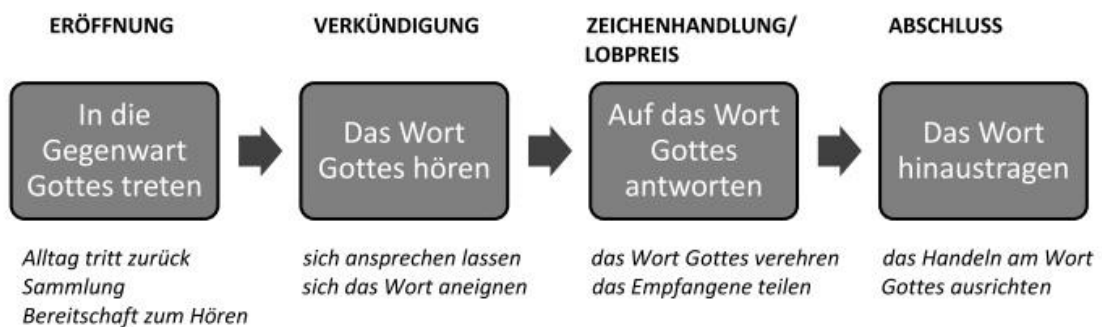 ERÖFFNUNG
VERKÜNDIGUNG
ZEICHENHANDLUNG/
LOBPREIS
ABSCHLUSS
In die
Gegenwart
Gottes treten
Das Wort
Gottes hören
Auf das Wort
Gottes
antworten
Das Wort
hinaustragen
Alltag tritt zurück
Sammlung
Bereitschaft zum Hören
sich ansprechen lassen
sich das Wort aneignen
das Wort Gottes verehren
das Empfangene teilen
das Handeln am Wort
Gottes ausrichten